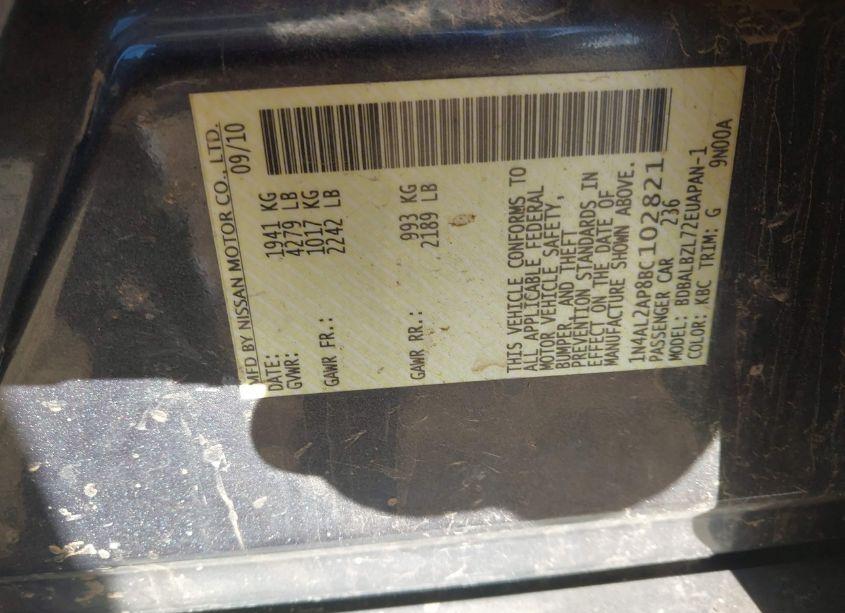 MFD BY NISSAN MOTOR CO., LTD.
DATE: 09/10
GVWR: 1941 KG
4279 LB
GAWR FR.: 1017 KG
2242 LB
GAWR RR.: 993 KG
2189 LB
THIS VEHICLE CONFORMS TO
ALL APPLICABLE FEDERAL
MOTOR VEHICLE SAFETY,
BUMPER, AND THEFT
PREVENTION STANDARDS IN
EFFECT ON THE DATE OF
MANUFACTURE SHOWN ABOVE.
1N4AL2AP8BC102821
PASSENGER CAR 236
MODEL: BDBALBZL72EUAPAN-1
COLOR: KBC TRIM: G 9N00A